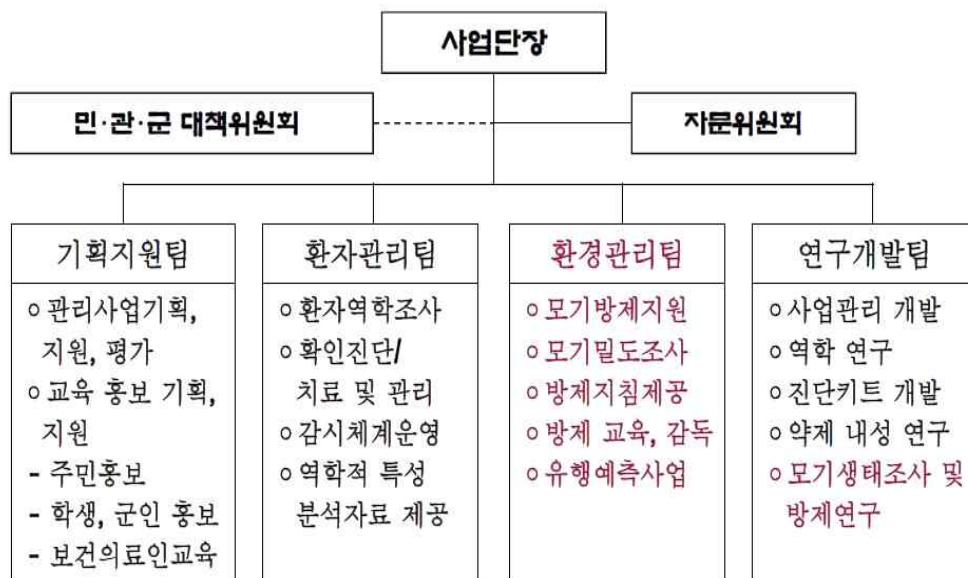 사업단장
민·관·군 대책위원회
자문위원회
기획지원팀
ㅇ관리사업기획,
지원, 평가
ㅇ교육 홍보 기획,
지원
- 주민홍보
- 학생, 군인 홍보
- 보건의료인교육
환자관리팀
ㅇ환자역학조사
ㅇ확인진단/
치료 및 관리
ㅇ감시체계운영
ㅇ역학적 특성
분석자료 제공
환경관리팀
ㅇ모기방제지원
ㅇ모기밀도조사
ㅇ방제지침제공
ㅇ방제 교육, 감독
ㅇ유행예측사업
연구개발팀
ㅇ사업관리 개발
ㅇ역학 연구
ㅇ진단키트 개발
ㅇ약제 내성 연구
ㅇ모기생태조사 및
방제연구